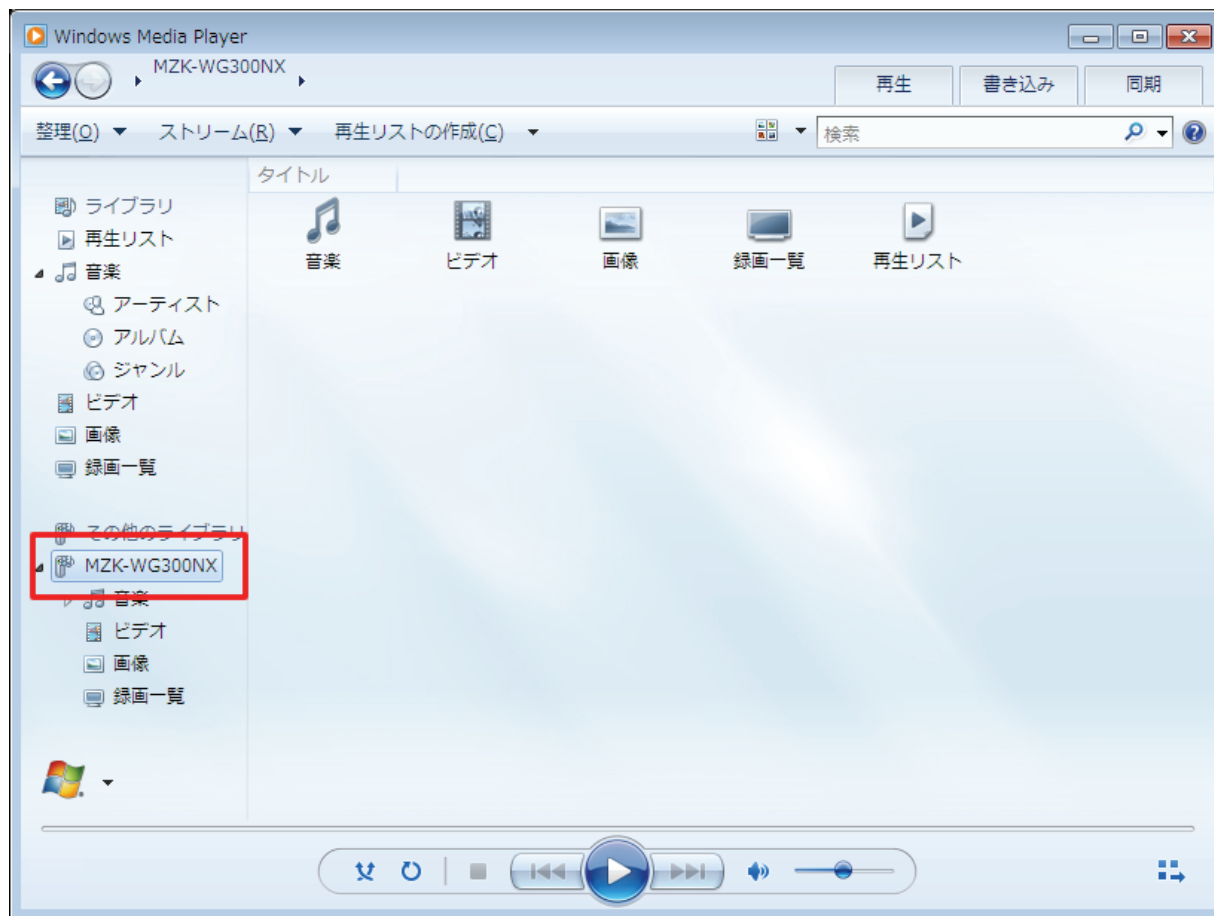 Windows Media Player
MZK-WG300NX
再生 書き込み 同期
整理(O) ストリーム(R) 再生リストの作成(C) 検索
タイトル
ライブラリ
再生リスト
音楽
アーティスト
アルバム
ジャンル
ビデオ
画像
録画一覧
音楽 ビデオ 画像 録画一覧 再生リスト
その他のライブラリ
MZK-WG300NX
音楽
ビデオ
画像
録画一覧